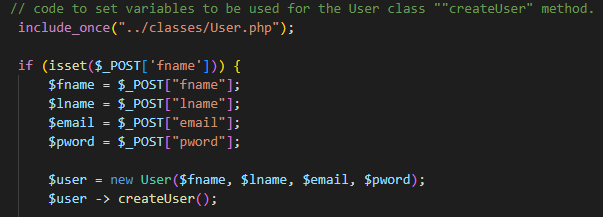 // code to set variables to be used for the User class ""createUser" method.
include_once("../classes/User.php");
if (isset($_POST['fname'])) {
$fname = $_POST["fname"];
$lname = $_POST["lname"];
$email = $_POST["email"];
$pword = $_POST["pword"];
$user = new User($fname, $lname, $email, $pword);
$user -> createUser();